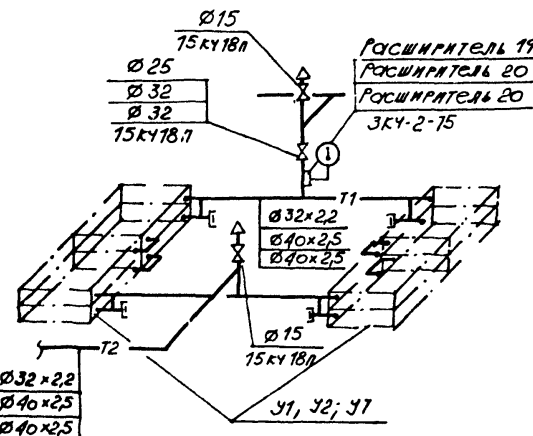 Ø15
15кч18п
Ø25
Ø32
Ø32
15кч18п
Расширитель 19
Расширитель 20
Расширитель 20
ЗКЧ-2-75
Т1
Ø32×2,2
Ø40×2,5
Ø40×2,5
Ø15
15кч18п
Т2
Ø32×2,2
Ø40×2,5
Ø40×2,5
У1, У2; У7